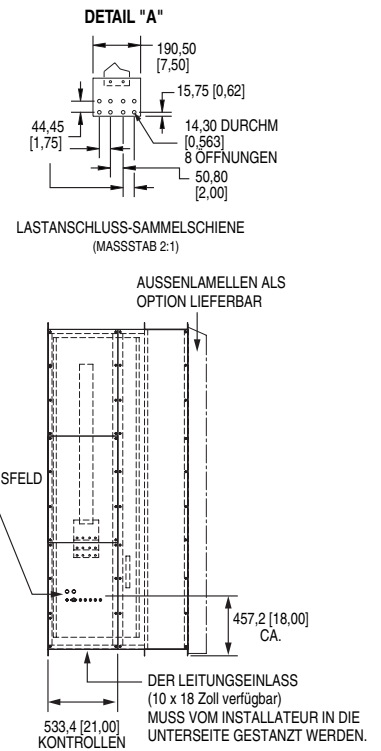 DETAIL "A"
190,50
[7,50]
15,75 [0,62]
44,45
[1,75]
14,30 DURCHM
[0,563]
8 ÖFFNUNGEN
50,80
[2,00]
LASTANSCHLUSS-SAMMELSCHIENE
(MASSSTAB 2:1)
AUSSENLAMELLEN ALS
OPTION LIEFERBAR
SFELD
457,2 [18,00]
CA.
DER LEITUNGSEINLASS
(10 x 18 Zoll verfügbar)
MUSS VOM INSTALLATEUR IN DIE
UNTERSEITE GESTANZT WERDEN.
533,4 [21,00]
KONTROLLEN